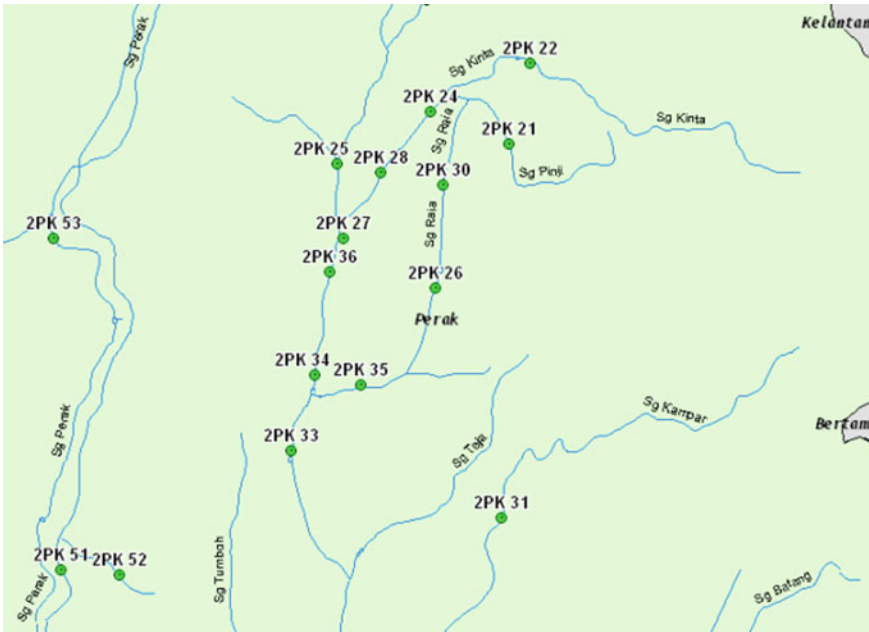 Sg Perak
Kelantan
2PK 22
Sg Kinta
2PK 24
Sg Raia
2PK 21
Sg Kinta
2PK 25
2PK 28
2PK 30
Sg Pinji
Sg Raia
2PK 53
2PK 27
2PK 36
2PK 26
Perak
2PK 34
2PK 35
Sg Perak
Sg Kampar
Bertam
2PK 33
Sg Teja
2PK 31
Sg Tumboh
2PK 51
2PK 52
Sg Perak
Sg Batang